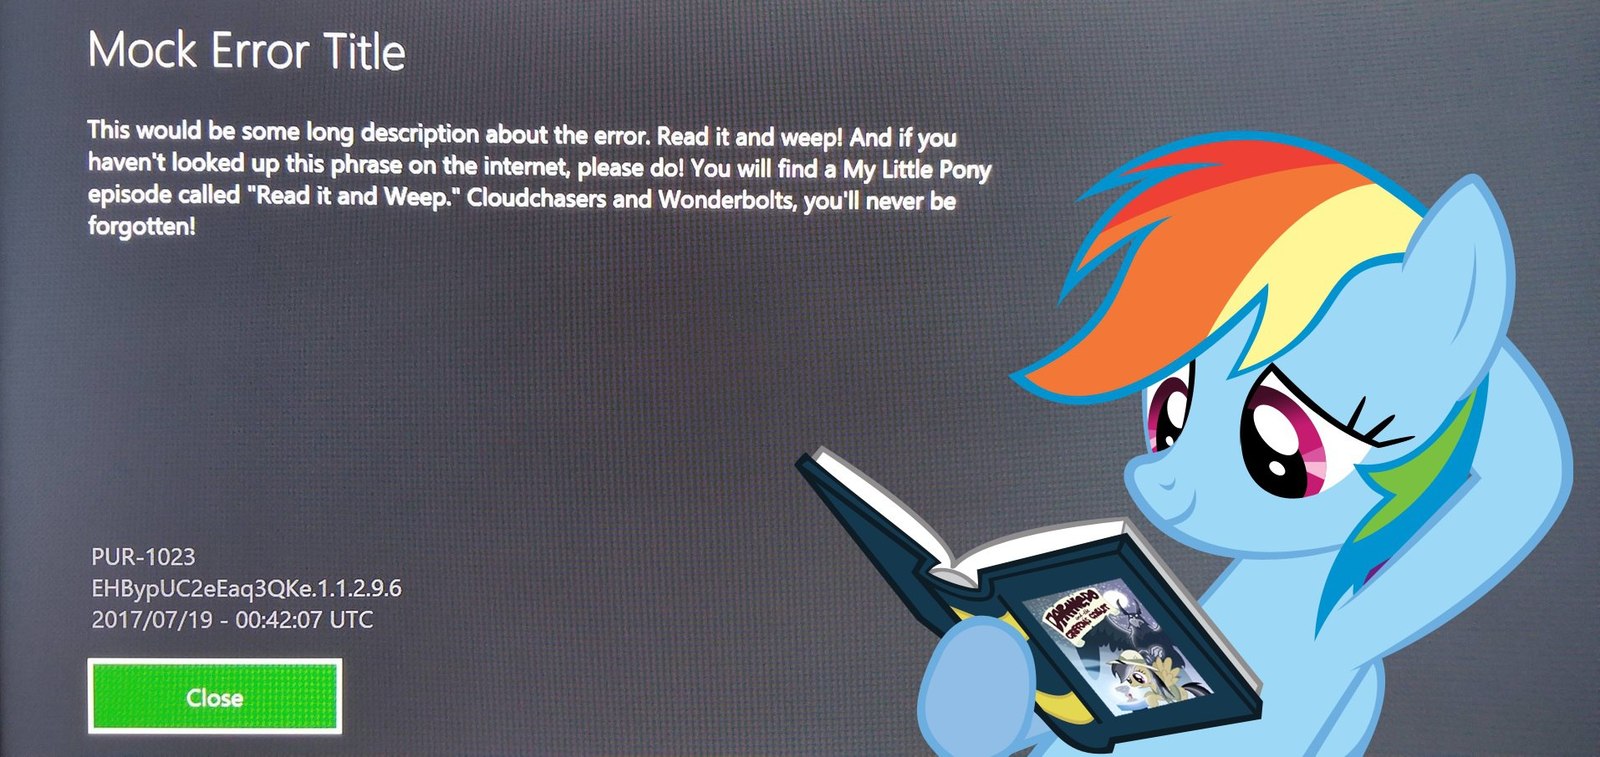 Mock Error Title
This would be some long description about the error. Read it and weep! And if you
haven't looked up this phrase on the internet, please do! You will find a My Little Pony
episode called "Read it and Weep." Cloudchasers and Wonderbolts, you'll never be
forgotten!
PUR-1023
EHBypUC2eEaq3QKe.1.1.2.9.6
2017/07/19 - 00:42:07 UTC
Close
DARING DO
GRIFFON'S GOBLET